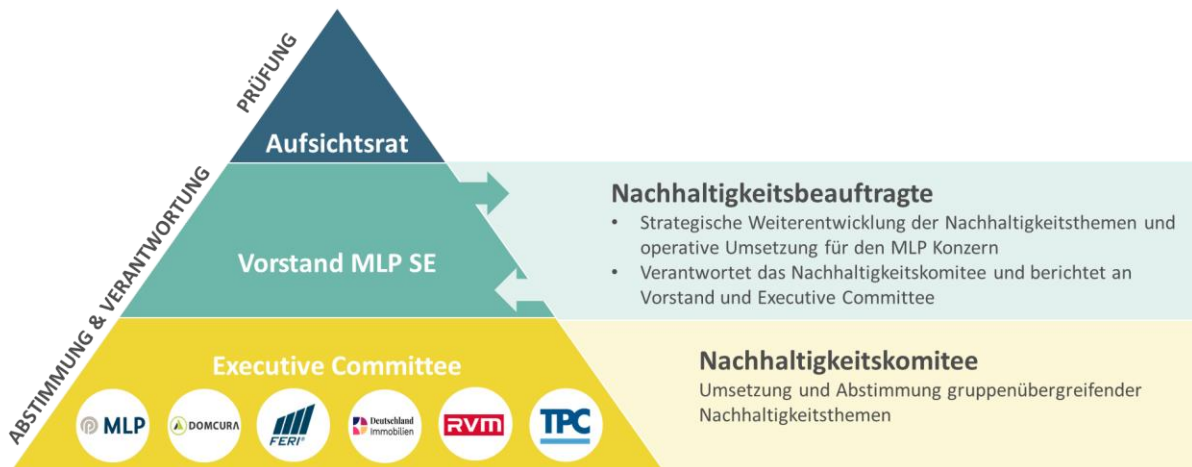 PRÜFUNG
Aufsichtsrat
ABSTIMMUNG & VERANTWORTUNG
Vorstand MLP SE
Nachhaltigkeitsbeauftragte
• Strategische Weiterentwicklung der Nachhaltigkeitsthemen und
operative Umsetzung für den MLP Konzern
• Verantwortet das Nachhaltigkeitskomitee und berichtet an
Vorstand und Executive Committee
Executive Committee
MLP
DOMCURA
FERI®
Deutschland
Immobilien
RVM
TPC
Nachhaltigkeitskomitee
Umsetzung und Abstimmung gruppenübergreifender
Nachhaltigkeitsthemen